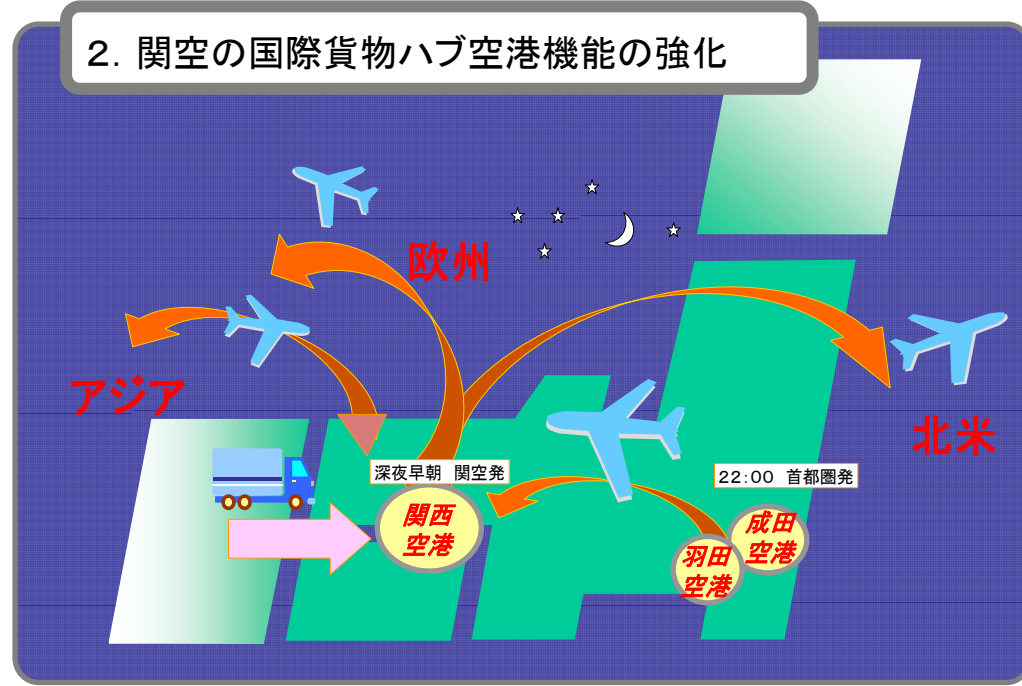 ２．関空の国際貨物ハブ空港機能の強化
欧州
アジア
北米
深夜早朝　関空発
22:00　首都圏発
関西
空港
成田
空港
羽田
空港